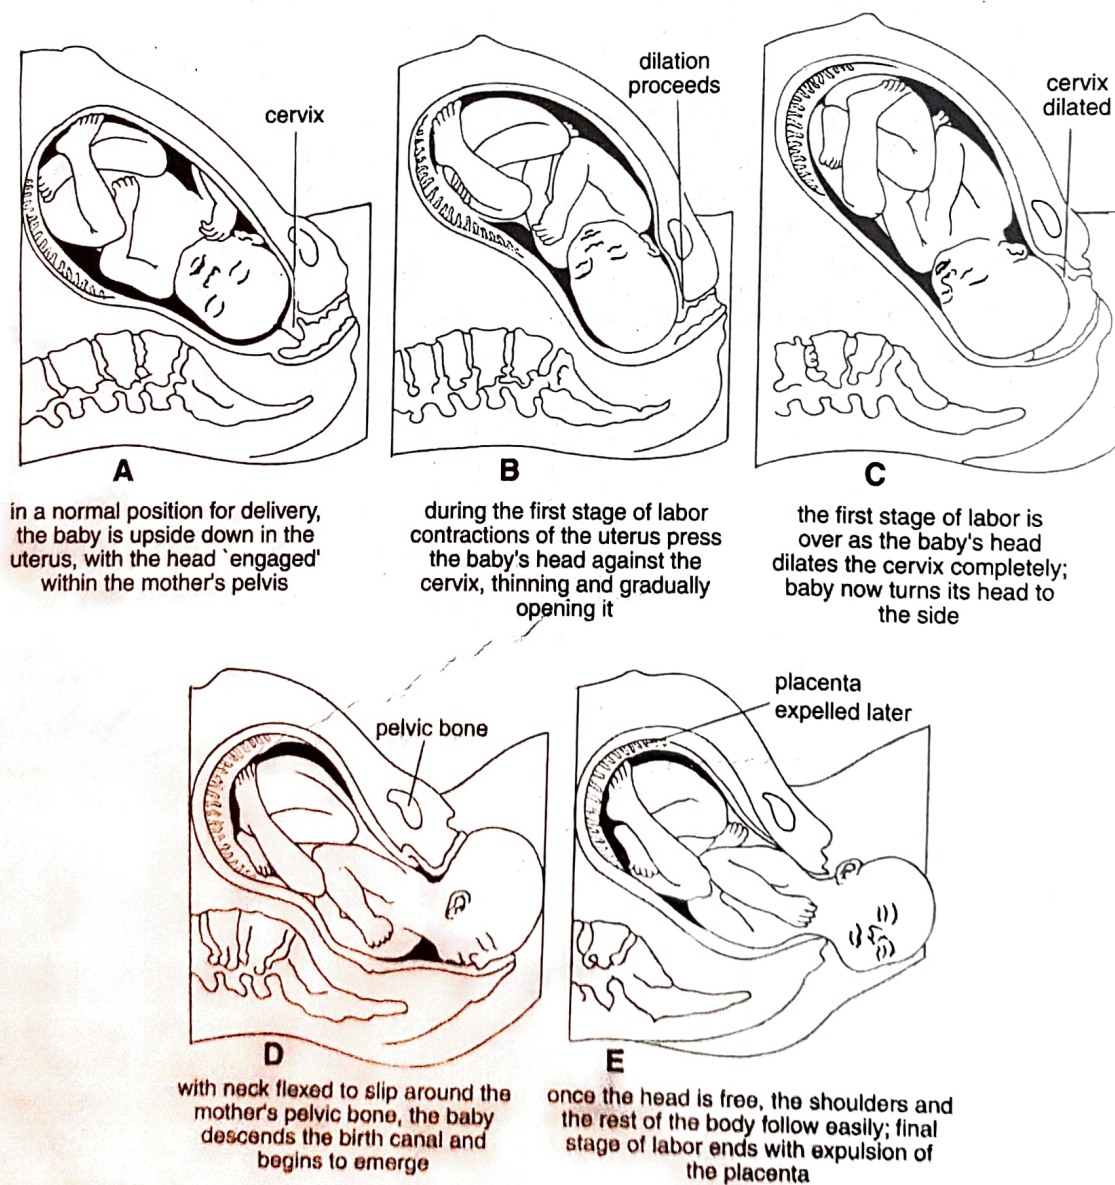 cervix
dilation
proceeds
cervix
dilated
A
in a normal position for delivery,
the baby is upside down in the
uterus, with the head `engaged'
within the mother's pelvis
B
during the first stage of labor
contractions of the uterus press
the baby's head against the
cervix, thinning and gradually
opening it
C
the first stage of labor is
over as the baby's head
dilates the cervix completely;
baby now turns its head to
the side
pelvic bone
placenta
expelled later
D
with neck flexed to slip around the
mother's pelvic bone, the baby
descends the birth canal and
begins to emerge
E
once the head is free, the shoulders and
the rest of the body follow easily; final
stage of labor ends with expulsion of
the placenta